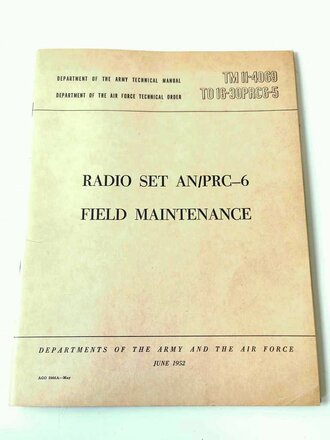 DEPARTMENT OF THE ARMY TECHNICAL MANUAL
TM 11-4069
DEPARTMENT OF THE AIR FORCE TECHNICAL ORDER
TO 16-30PRC6-5
RADIO SET AN/PRC–6
FIELD MAINTENANCE
DEPARTMENTS OF THE ARMY AND THE AIR FORCE
JUNE 1952